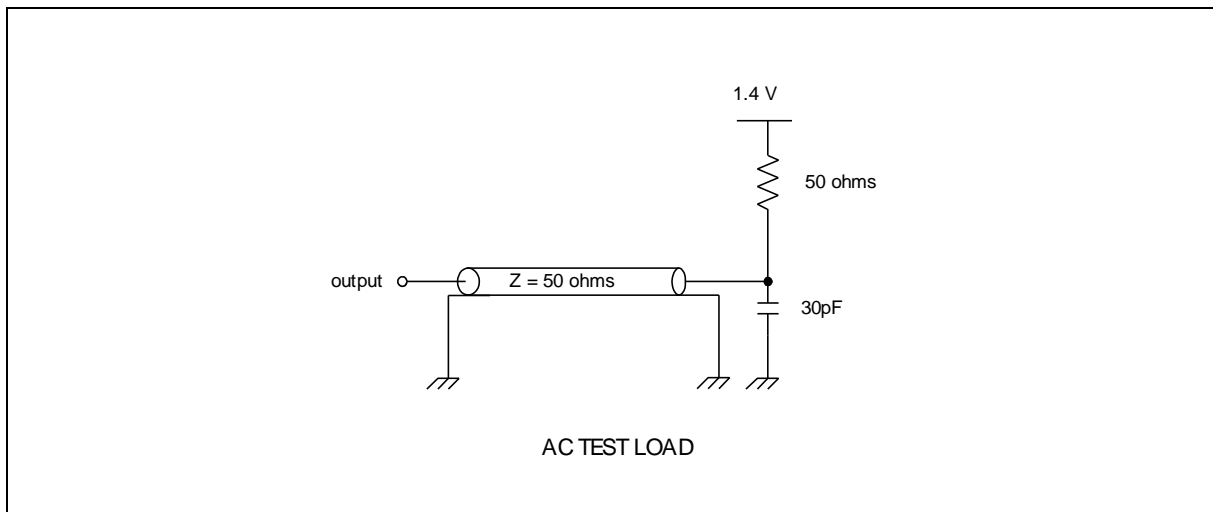 1.4 V
50 ohms
output
Z = 50 ohms
30pF
AC TEST LOAD